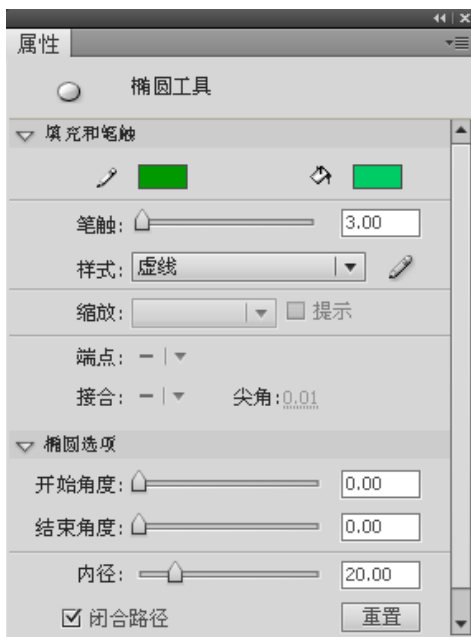 属性
椭圆工具
填充和笔触
笔触: 3.00
样式: 虚线
缩放: 提示
端点:
接合: 尖角:0.01
椭圆选项
开始角度: 0.00
结束角度: 0.00
内径: 20.00
闭合路径 重置